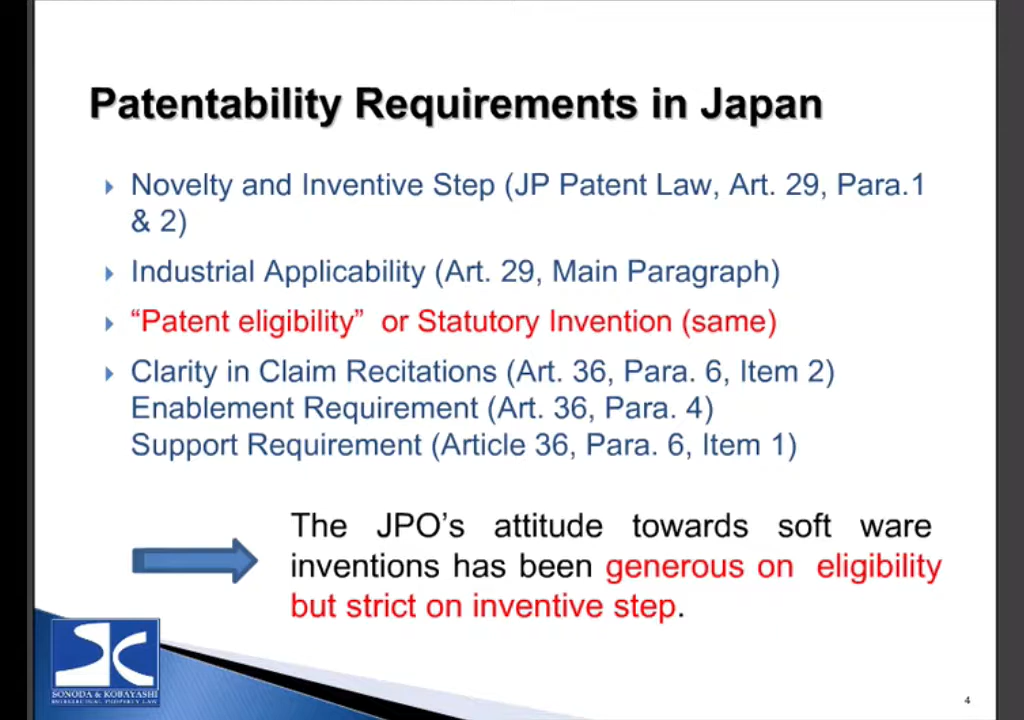 Patentability Requirements in Japan
Novelty and Inventive Step (JP Patent Law, Art. 29, Para.1
& 2)
Industrial Applicability (Art. 29, Main Paragraph)
“Patent eligibility” or Statutory Invention (same)
Clarity in Claim Recitations (Art. 36, Para. 6, Item 2)
Enablement Requirement (Art. 36, Para. 4)
Support Requirement (Article 36, Para. 6, Item 1)
The JPO’s attitude towards soft ware
inventions has been generous on eligibility
but strict on inventive step.
SONODA & KOBAYASHI
INTELLECTUAL PROPERTY LAW
4